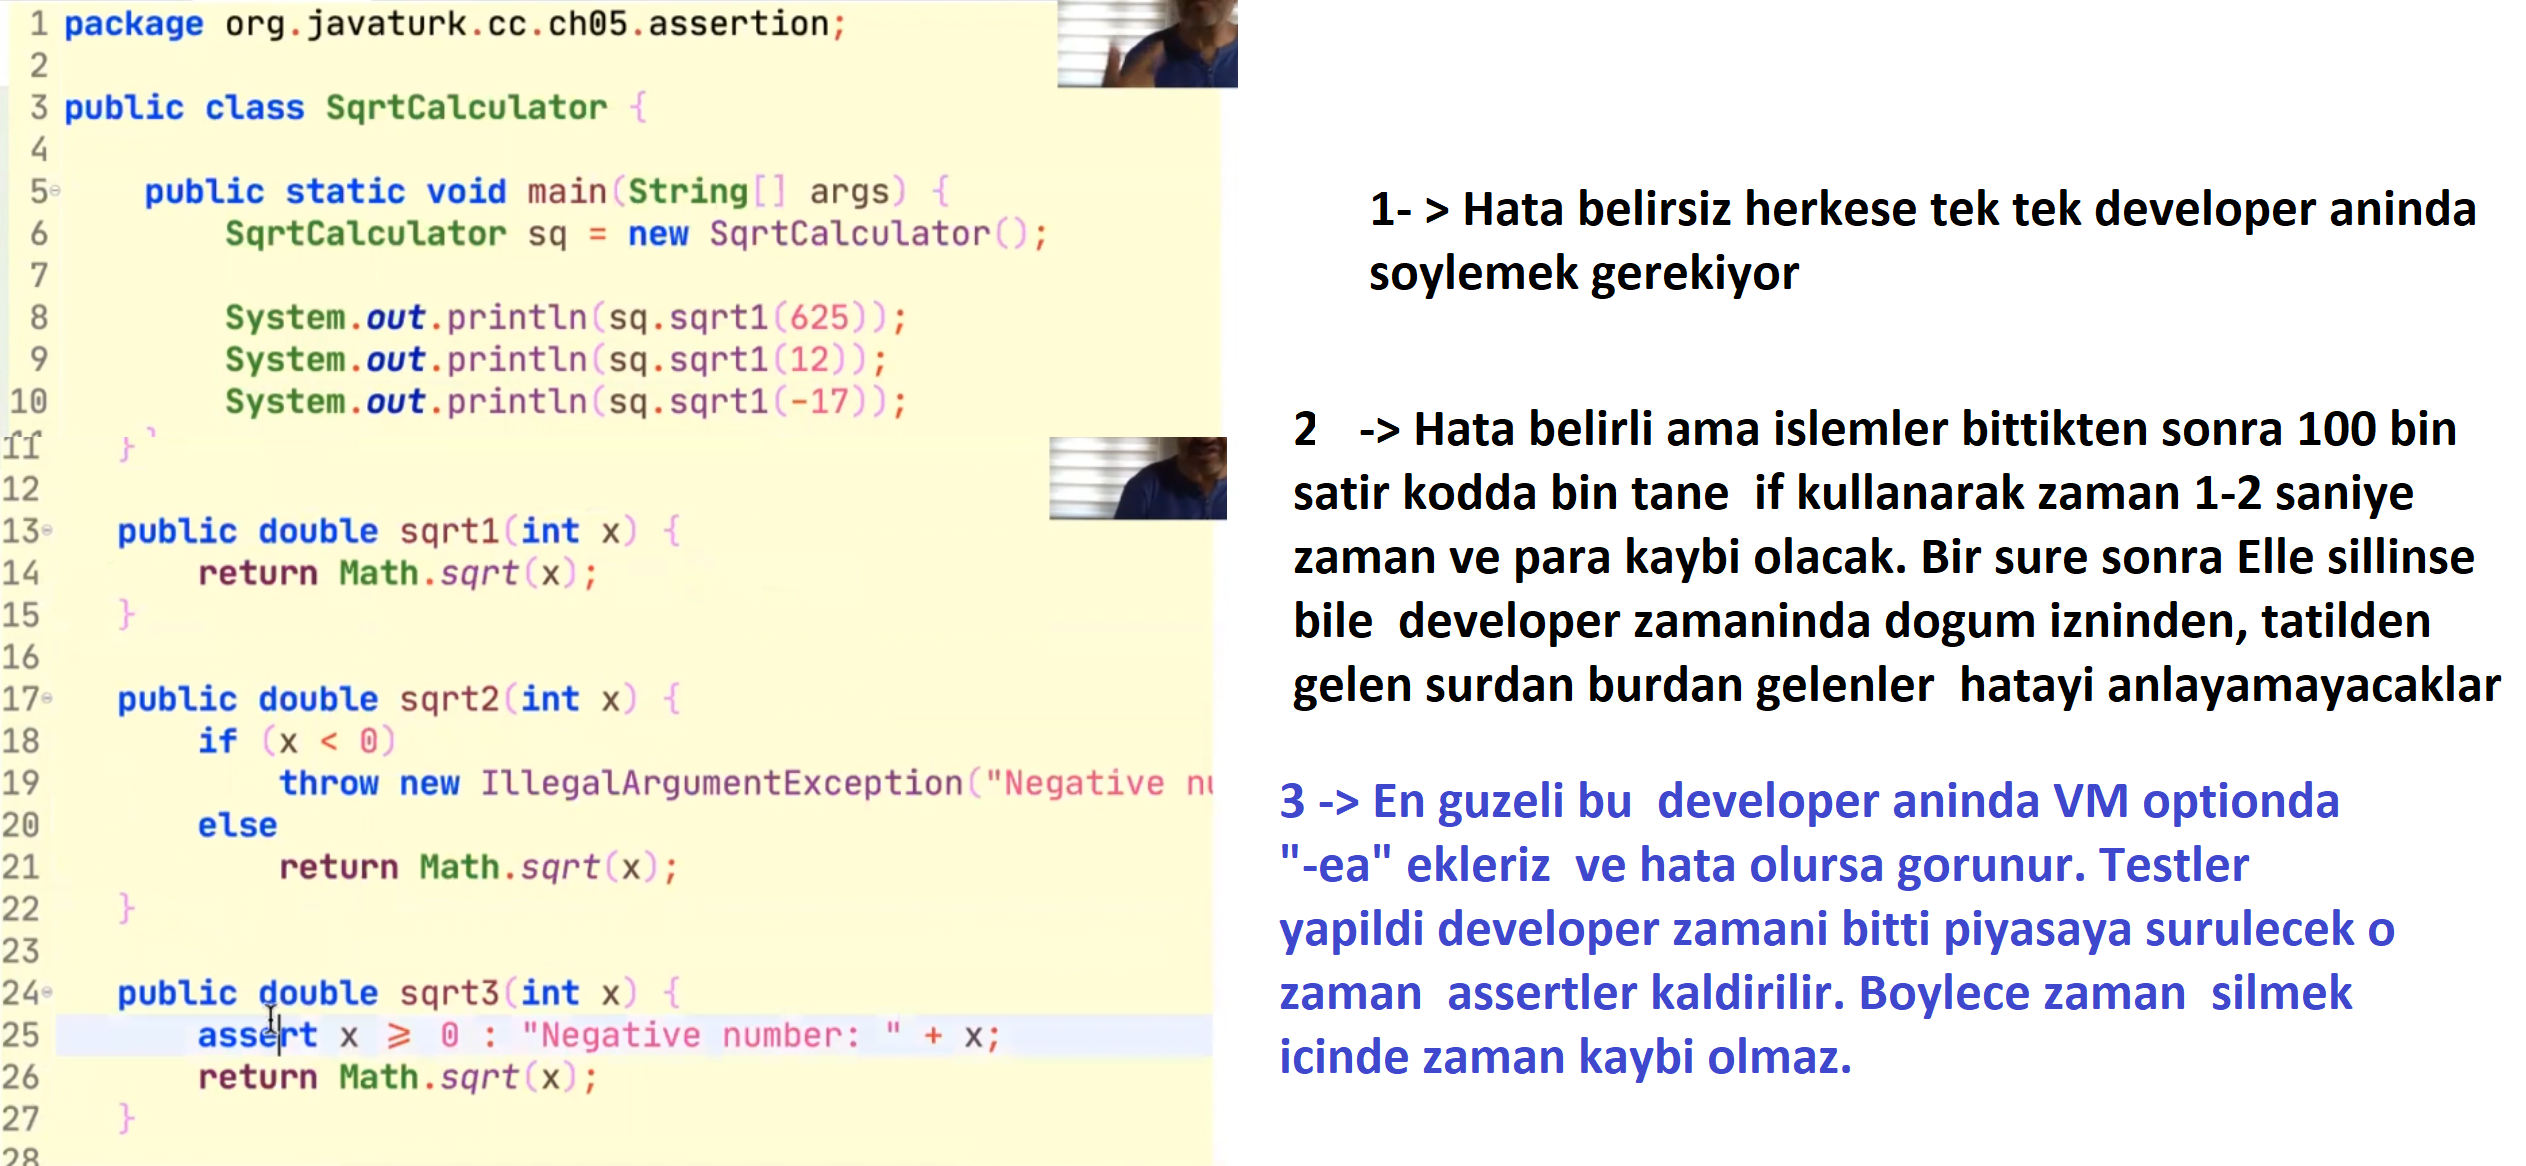 1 package org.javaturk.cc.ch05.assertion;
2
3 public class SqrtCalculator {
4
5 public static void main(String[] args) {
6 SqrtCalculator sq = new SqrtCalculator();
7
8 System.out.println(sq.sqrt1(625));
9 System.out.println(sq.sqrt1(12));
10 System.out.println(sq.sqrt1(-17));
11 }
12
13 public double sqrt1(int x) {
14 return Math.sqrt(x);
15 }
16
17 public double sqrt2(int x) {
18 if (x < 0)
19 throw new IllegalArgumentException("Negative
20 else
21 return Math.sqrt(x);
22 }
23
24 public double sqrt3(int x) {
25 assert x ⩾ 0 : "Negative number: " + x;
26 return Math.sqrt(x);
27 }
28
1- > Hata belirsiz herkese tek tek developer aninda
soylemek gerekiyor
2 -> Hata belirli ama islemler bittikten sonra 100 bin
satir kodda bin tane if kullanarak zaman 1-2 saniye
zaman ve para kaybi olacak. Bir sure sonra Elle sillinse
bile developer zamaninda dogum izninden, tatilden
gelen surdan burdan gelenler hatayi anlayamayacaklar
3 -> En guzeli bu developer aninda VM optionda
"-ea" ekleriz ve hata olursa gorunur. Testler
yapildi developer zamani bitti piyasaya surulecek o
zaman assertler kaldirilir. Boylece zaman silmek
icinde zaman kaybi olmaz.